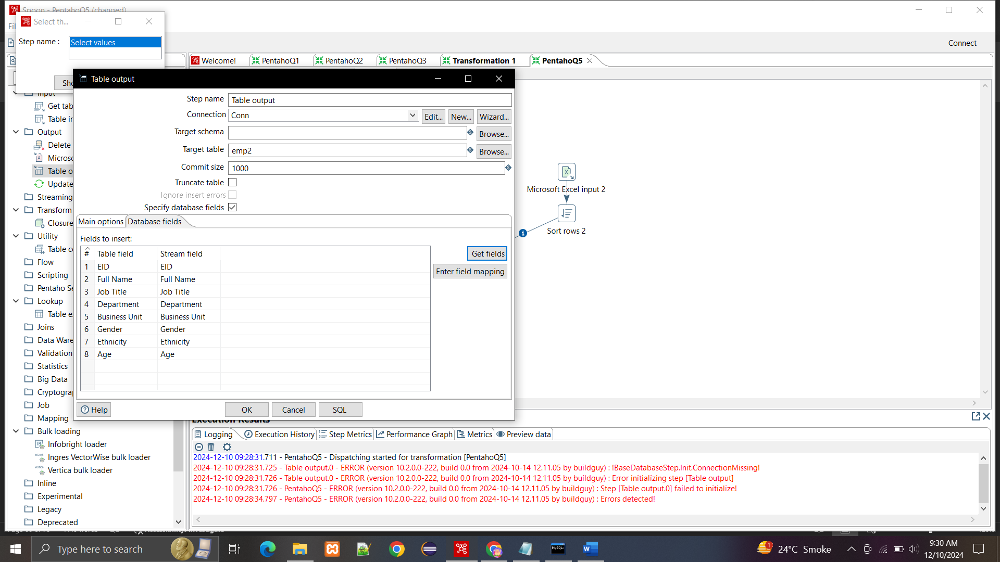 Spoon - PentahoQ5 (changed)
Select th...
Step name :
Select values
Connect
Welcome!
PentahoQ1
PentahoQ2
PentahoQ3
Transformation 1
PentahoQ5
Table output
Step name
Table output
Connection
Conn
Edit...
New...
Wizard...
Target schema
Browse...
Target table
emp2
Browse...
Commit size
1000
Truncate table
Ignore insert errors
Specify database fields
Main options
Database fields
Fields to insert:
# Table field Stream field
1 EID EID
2 Full Name Full Name
3 Job Title Job Title
4 Department Department
5 Business Unit Business Unit
6 Gender Gender
7 Ethnicity Ethnicity
8 Age Age
Get fields
Enter field mapping
Help
OK
Cancel
SQL
Input
Get tab
Table in
Output
Delete
Microso
Table o
Update
Streaming
Transform
Closure
Utility
Table co
Flow
Scripting
Pentaho Se
Lookup
Table e
Joins
Data Ware
Validation
Statistics
Big Data
Cryptogra
Job
Mapping
Bulk loading
Infobright loader
Ingres VectorWise bulk loader
Vertica bulk loader
Inline
Experimental
Legacy
Deprecated
Microsoft Excel input 2
Sort rows 2
Execution Results
Logging
Execution History
Step Metrics
Performance Graph
Metrics
Preview data
2024-12-10 09:28:31.711 - PentahoQ5 - Dispatching started for transformation [PentahoQ5]
2024-12-10 09:28:31.725 - Table output.0 - ERROR (version 10.2.0.0-222, build 0.0 from 2024-10-14 12.11.05 by buildguy) : !BaseDatabaseStep.Init.ConnectionMissing!
2024-12-10 09:28:31.726 - Table output.0 - ERROR (version 10.2.0.0-222, build 0.0 from 2024-10-14 12.11.05 by buildguy) : Error initializing step [Table output]
2024-12-10 09:28:31.726 - PentahoQ5 - ERROR (version 10.2.0.0-222, build 0.0 from 2024-10-14 12.11.05 by buildguy) : Step [Table output.0] failed to initialize!
2024-12-10 09:28:34.797 - PentahoQ5 - ERROR (version 10.2.0.0-222, build 0.0 from 2024-10-14 12.11.05 by buildguy) : Errors detected!
Type here to search
24°C Smoke
9:30 AM
12/10/2024